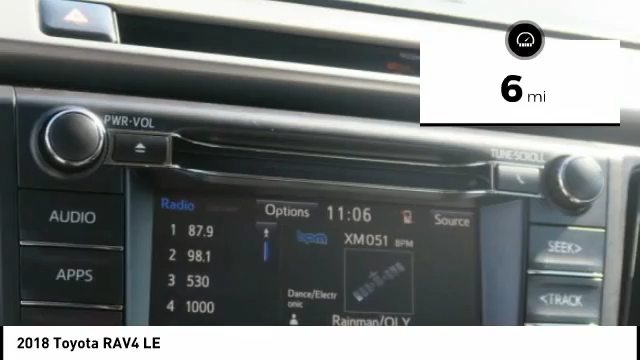 6 mi
PWR·VOL
TUNE·SCROLL
AUDIO
APPS
Radio
Options
11:06
Source
1 87.9
2 98.1
3 530
4 1000
bpm
XM051 BPM
Dance/Electr
onic
Rainman/OLY
SEEK>
<TRACK
2018 Toyota RAV4 LE